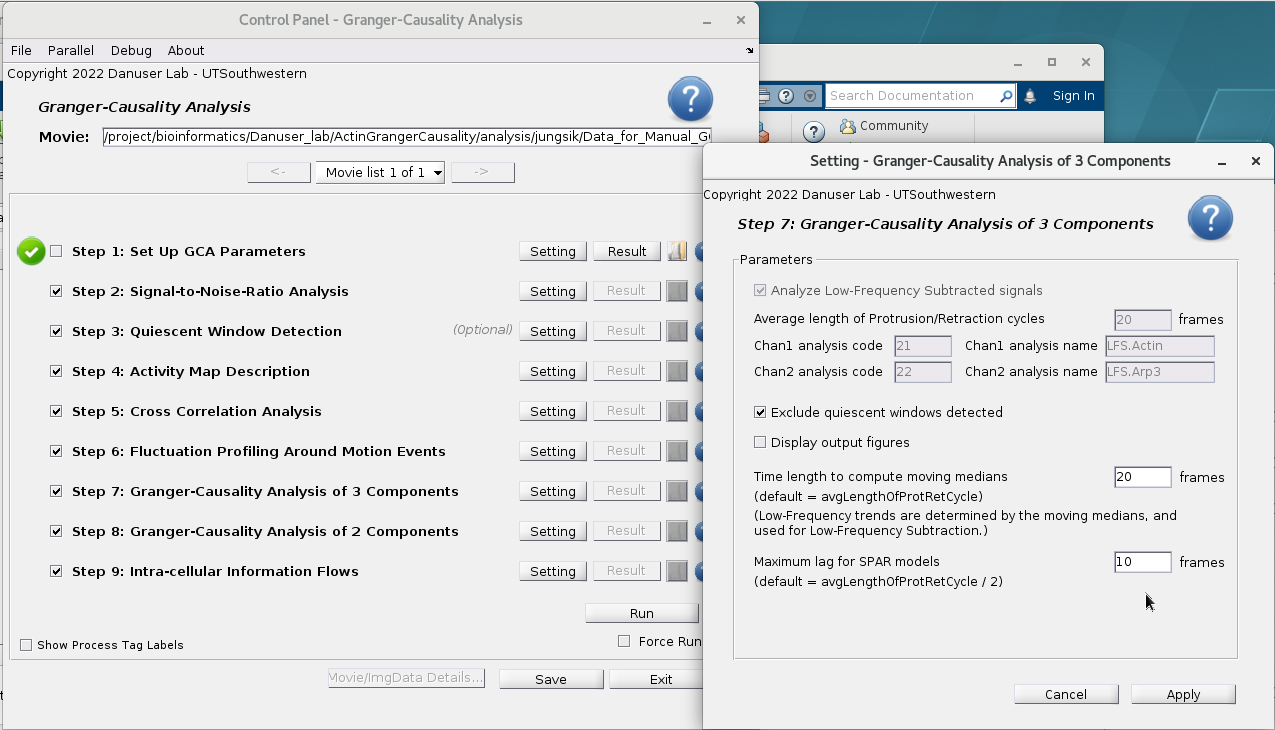 Control Panel - Granger-Causality Analysis
File Parallel Debug About
Copyright 2022 Danuser Lab - UTSouthwestern
Granger-Causality Analysis
Movie: /project/bioinformatics/Danuser_lab/ActinGrangerCausality/analysis/jungsik/Data_for_Manual_G
<- Movie list 1 of 1 ->
Step 1: Set Up GCA Parameters Setting Result
Step 2: Signal-to-Noise-Ratio Analysis Setting Result
Step 3: Quiescent Window Detection (Optional) Setting Result
Step 4: Activity Map Description Setting Result
Step 5: Cross Correlation Analysis Setting Result
Step 6: Fluctuation Profiling Around Motion Events Setting Result
Step 7: Granger-Causality Analysis of 3 Components Setting Result
Step 8: Granger-Causality Analysis of 2 Components Setting Result
Step 9: Intra-cellular Information Flows Setting Result
Run
Show Process Tag Labels Force Run
Movie/ImgData Details... Save Exit
Search Documentation Sign In
Community
Setting - Granger-Causality Analysis of 3 Components
Copyright 2022 Danuser Lab - UTSouthwestern
Step 7: Granger-Causality Analysis of 3 Components
Parameters
Analyze Low-Frequency Subtracted signals
Average length of Protrusion/Retraction cycles 20 frames
Chan1 analysis code 21 Chan1 analysis name LFS.Actin
Chan2 analysis code 22 Chan2 analysis name LFS.Arp3
Exclude quiescent windows detected
Display output figures
Time length to compute moving medians 20 frames
(default = avgLengthOfProtRetCycle)
(Low-Frequency trends are determined by the moving medians, and
used for Low-Frequency Subtraction.)
Maximum lag for SPAR models 10 frames
(default = avgLengthOfProtRetCycle / 2)
Cancel Apply